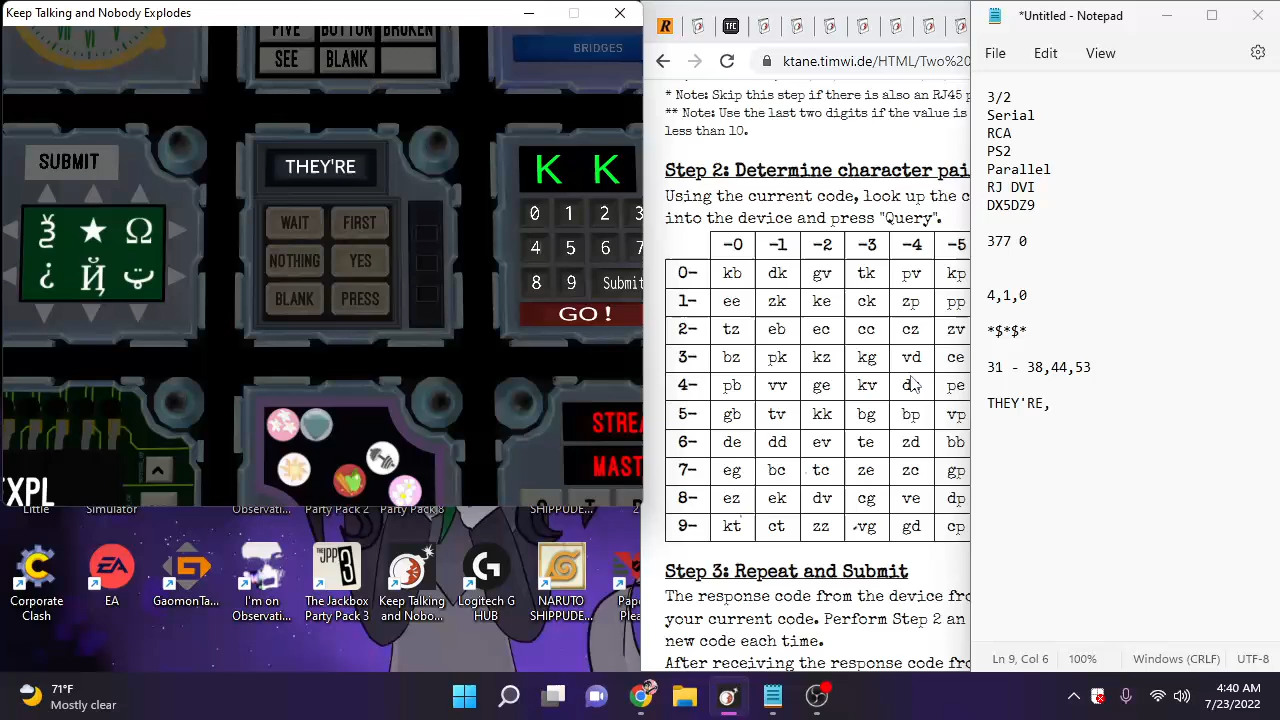 Keep Talking and Nobody Explodes
FIVE BUTTON BROKEN
SEE BLANK
BRIDGES
SUBMIT
Ѯ ★ Ω
¿ Ҋ ټ
THEY'RE
WAIT FIRST
NOTHING YES
BLANK PRESS
K K
0 1 2 3
4 5 6 7
8 9 Submit
GO!
XPL
STREA
MAST
Little Simulator Observati... Party Pack 2 Party Pack 8 SHIPPUDE... 2
Corporate Clash
EA
GaomonTa...
I'm on Observati...
The Jackbox Party Pack 3
Keep Talking and Nobo...
Logitech G HUB
NARUTO SHIPPUDE...
Pape
Plea
ktane.timwi.de/HTML/Two%20
* Note: Skip this step if there is also an RJ45 p
** Note: Use the last two digits if the value is
less than 10.
Step 2: Determine character pai
Using the current code, look up the c
into the device and press "Query".
-0 -1 -2 -3 -4 -5
0- kb dk gv tk pv kp
1- ee zk ke ck zp pp
2- tz eb ec cc cz zv
3- bz pk kz kg vd ce
4- pb vv ge kv d pe
5- gb tv kk bg bp vp
6- de dd ev te zd bb
7- eg bc tc ze zc gp
8- ez ek dv cg ve dp
9- kt ct zz vg gd cp
Step 3: Repeat and Submit
The response code from the device fro
your current code. Perform Step 2 an
new code each time.
After receiving the response code fro
*Untitled - Notepad
File Edit View
3/2
Serial
RCA
PS2
Parallel
RJ DVI
DX5DZ9
377 0
4,1,0
*$*$*
31 - 38,44,53
THEY'RE,
Ln 9, Col 6 100% Windows (CRLF) UTF-8
71°F
Mostly clear
4:40 AM
7/23/2022